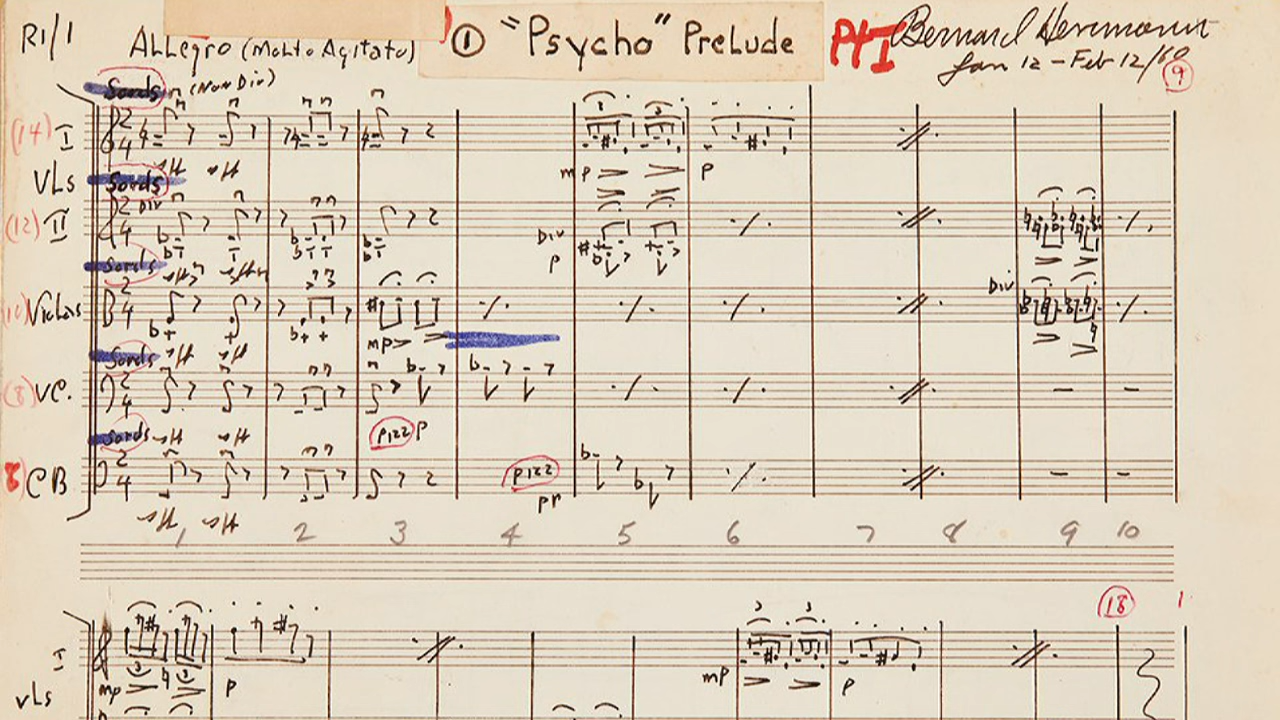 R1/1 Allegro (Molto Agitato) ① "Psycho" Prelude Pt I Bernard Herrmann
Jan 12 - Feb 12/60
9
Sords (Non Div)
(14) I
VLs
mp p
Sords
Div
(12) II
Div
p
Sords
Violas
Div
mp
Sords
(8) VC.
pizz p
Sords
8 CB
pizz
1 2 3 4 5 6 7 8 9 10
18
I
VLs
mp p mp p